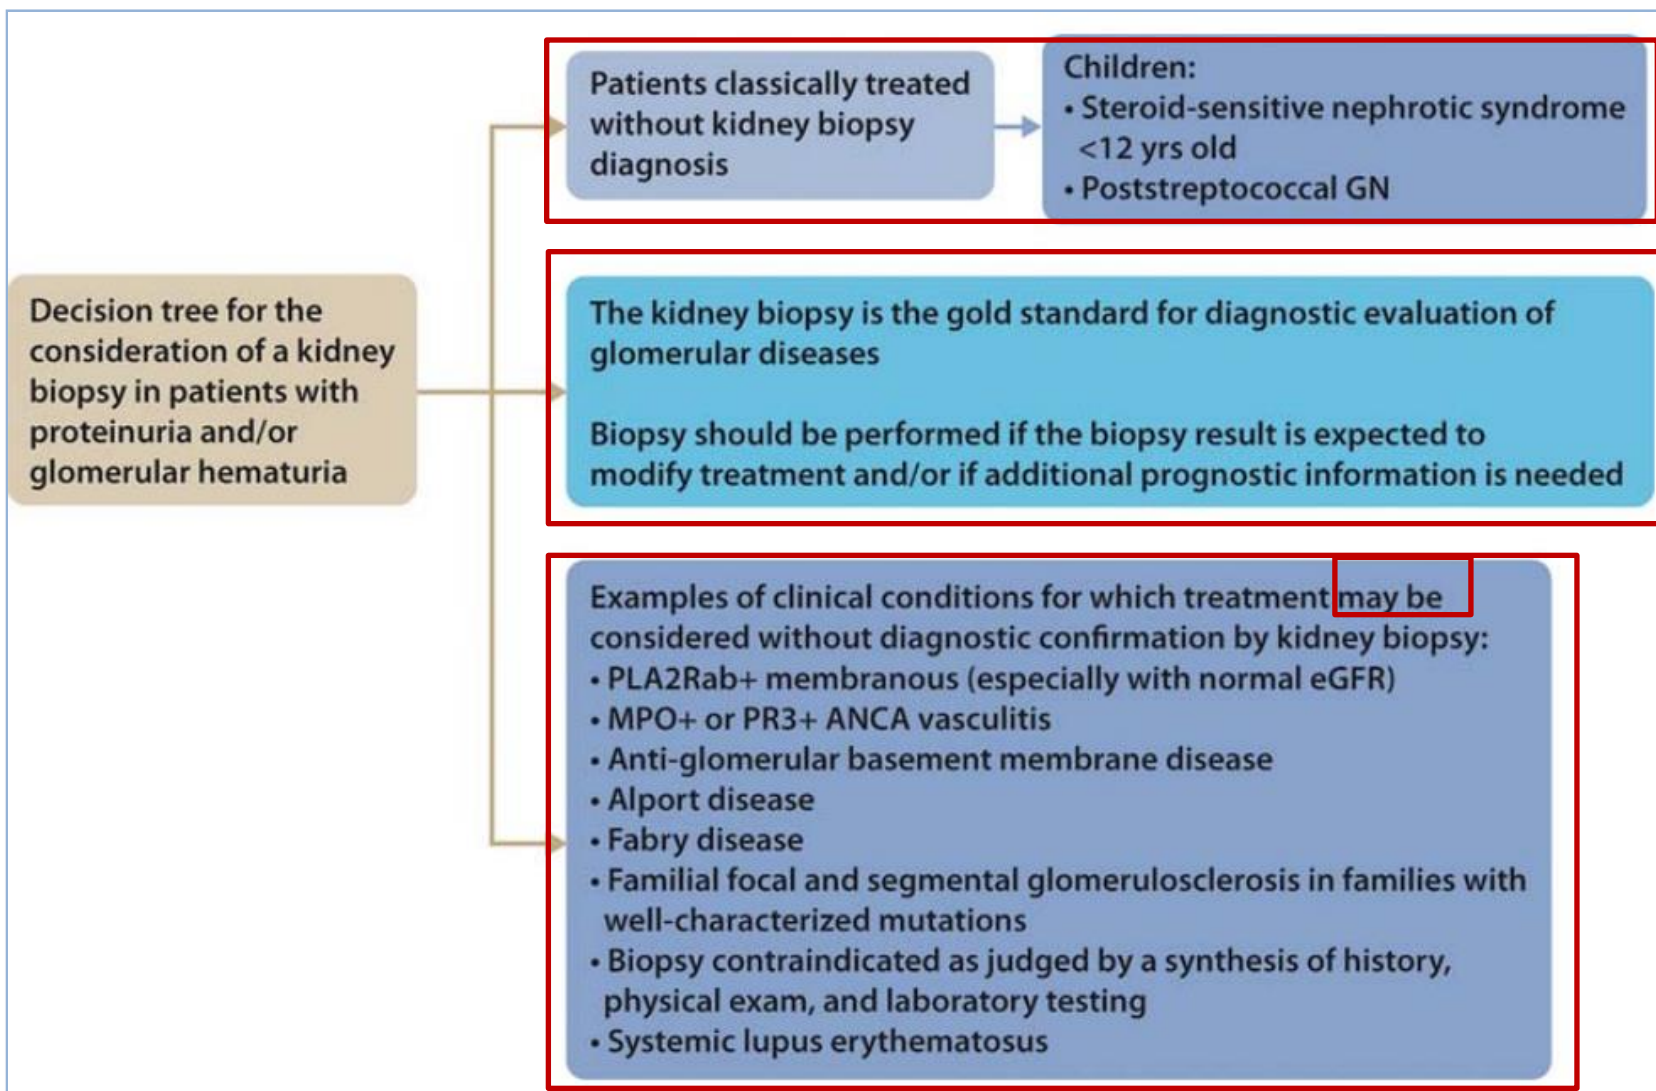 Decision tree for the
consideration of a kidney
biopsy in patients with
proteinuria and/or
glomerular hematuria
Patients classically treated
without kidney biopsy
diagnosis
Children:
• Steroid-sensitive nephrotic syndrome
<12 yrs old
• Poststreptococcal GN
The kidney biopsy is the gold standard for diagnostic evaluation of
glomerular diseases
Biopsy should be performed if the biopsy result is expected to
modify treatment and/or if additional prognostic information is needed
Examples of clinical conditions for which treatment may be
considered without diagnostic confirmation by kidney biopsy:
• PLA2Rab+ membranous (especially with normal eGFR)
• MPO+ or PR3+ ANCA vasculitis
• Anti-glomerular basement membrane disease
• Alport disease
• Fabry disease
• Familial focal and segmental glomerulosclerosis in families with
well-characterized mutations
• Biopsy contraindicated as judged by a synthesis of history,
physical exam, and laboratory testing
• Systemic lupus erythematosus